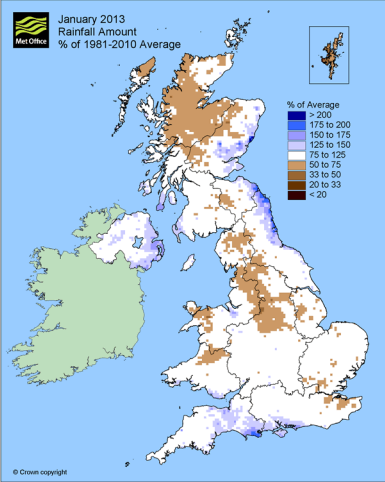 January 2013
Rainfall Amount
% of 1981-2010 Average
Met Office
% of Average
> 200
175 to 200
150 to 175
125 to 150
75 to 125
50 to 75
33 to 50
20 to 33
< 20
© Crown copyright